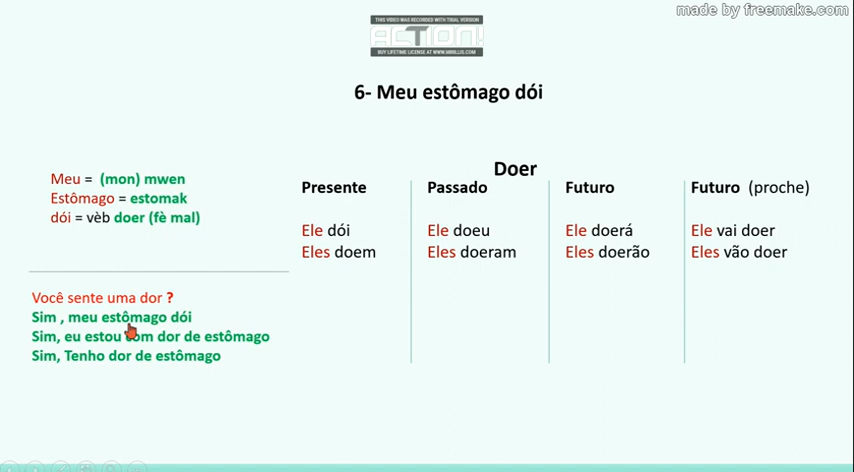 made by freemake.com
THIS VIDEO WAS RECORDED WITH TRIAL VERSION
ACTION!
BUY LIFETIME LICENSE AT WWW.MIRILLIS.COM
6- Meu estômago dói
Meu = (mon) mwen
Estômago = estomak
dói = vèb doer (fè mal)
Doer
Presente
Ele dói
Eles doem
Passado
Ele doeu
Eles doeram
Futuro
Ele doerá
Eles doerão
Futuro (proche)
Ele vai doer
Eles vão doer
Você sente uma dor ?
Sim , meu estômago dói
Sim, eu estou com dor de estômago
Sim, Tenho dor de estômago